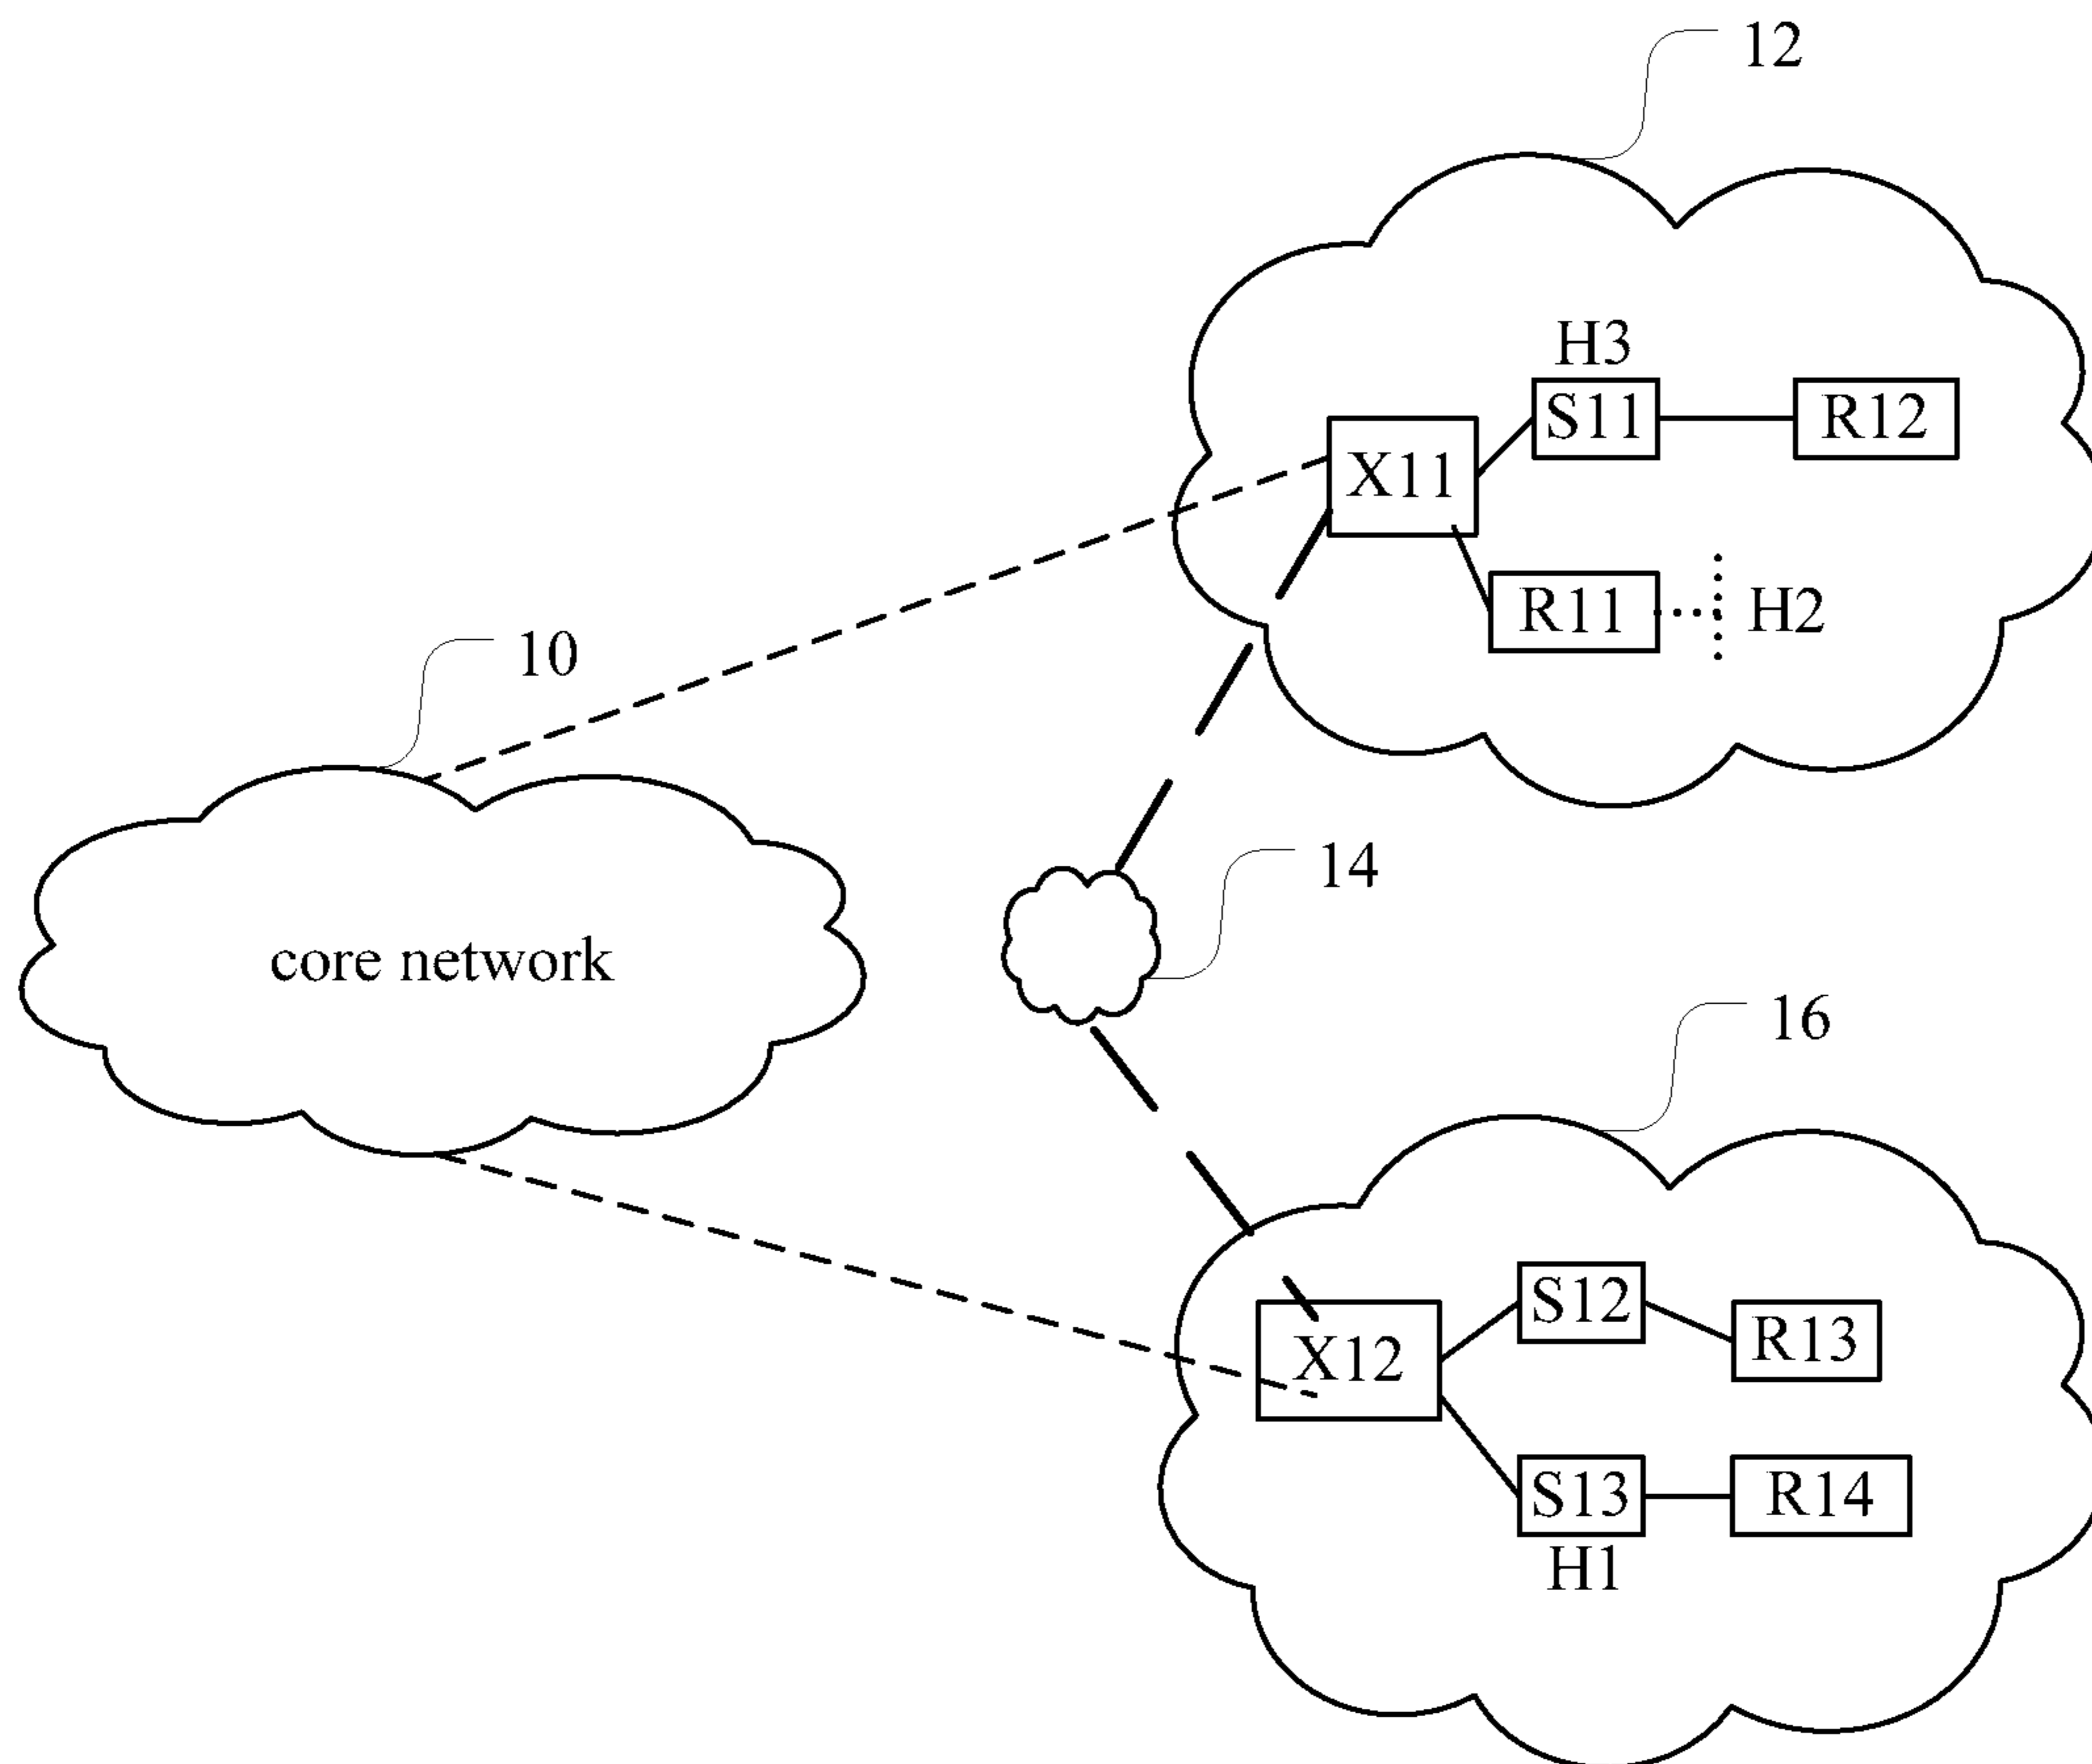 12
H3
S11
R12
X11
R11
H2
10
14
core network
16
S12
R13
X12
S13
R14
H1